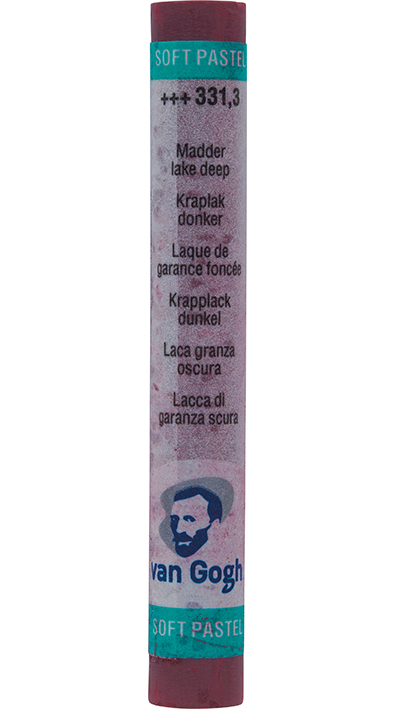 SOFT PASTEL
+++ 331,3
Madder
lake deep
Kraplak
donker
Laque de
garance foncée
Krapplack
dunkel
Laca granza
oscura
Lacca di
garanza scura
van Gogh
SOFT PASTEL